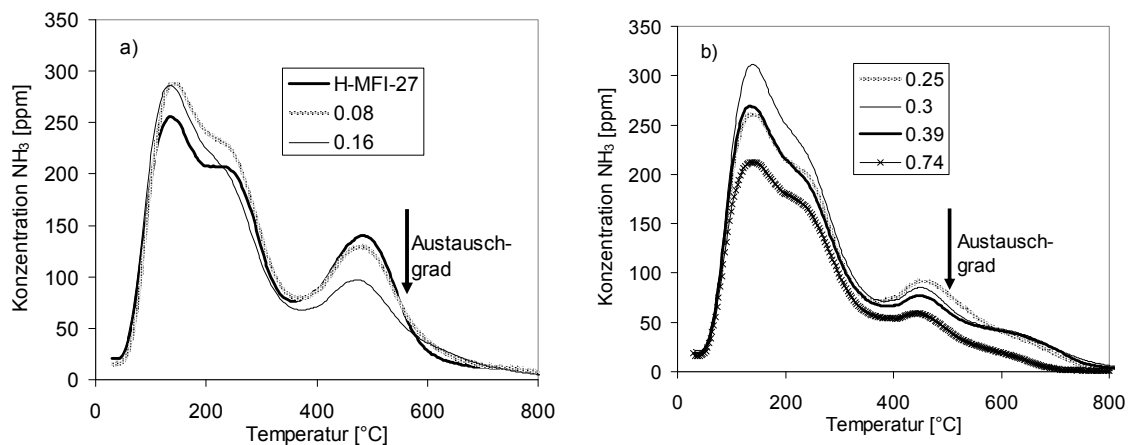 a)
Konzentration NH₃ [ppm]
350
300
250
200
150
100
50
0
0 200 400 600 800
Temperatur [°C]
H-MFI-27
0.08
0.16
Austausch-
grad
b)
Konzentration NH₃ [ppm]
350
300
250
200
150
100
50
0
0 200 400 600 800
Temperatur [°C]
0.25
0.3
0.39
0.74
Austausch-
grad